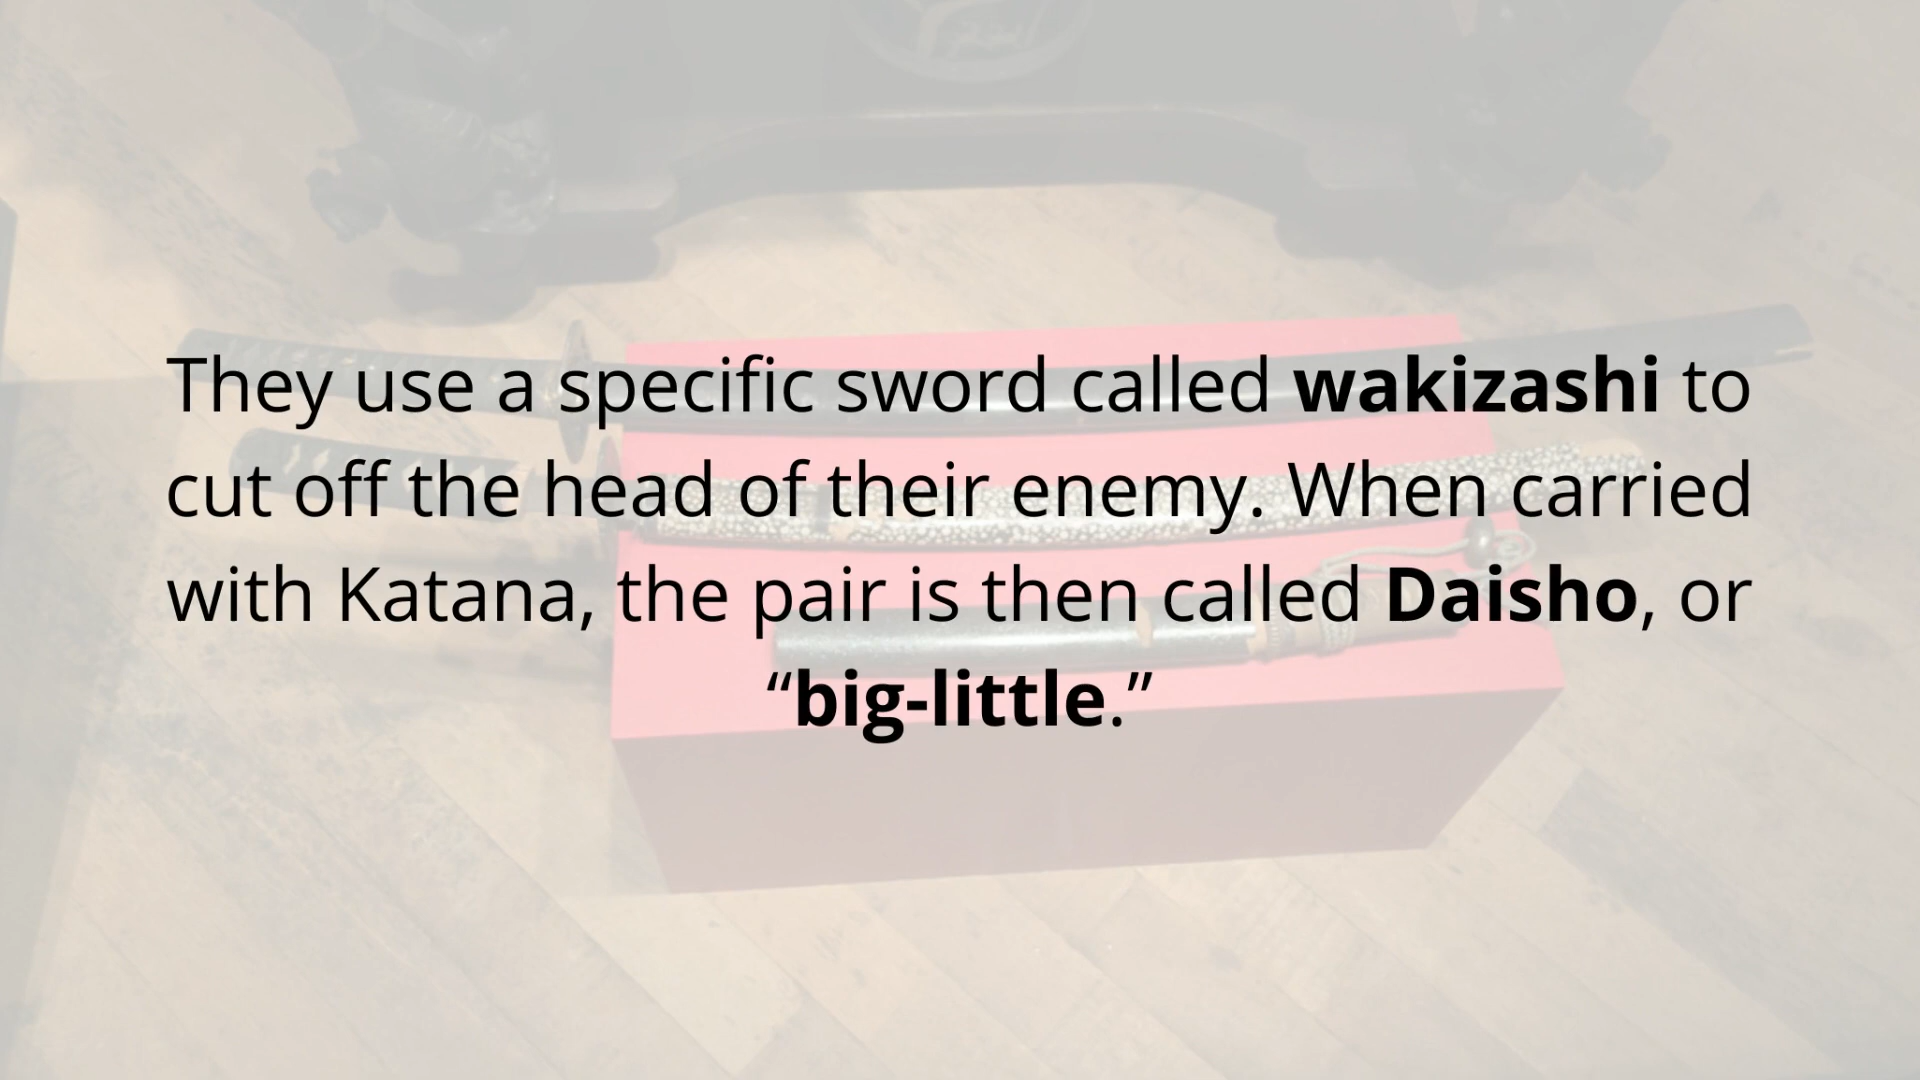 They use a specific sword called wakizashi to
cut off the head of their enemy. When carried
with Katana, the pair is then called Daisho, or
“big-little.”